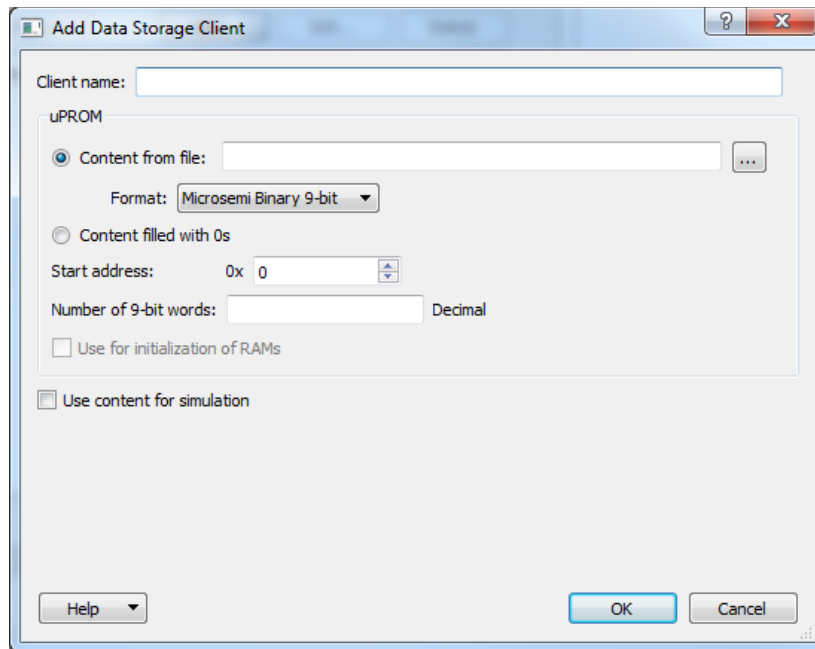 Add Data Storage Client
Client name:
uPROM
Content from file:
...
Format: Microsemi Binary 9-bit
Content filled with 0s
Start address: 0x 0
Number of 9-bit words: Decimal
Use for initialization of RAMs
Use content for simulation
Help OK Cancel